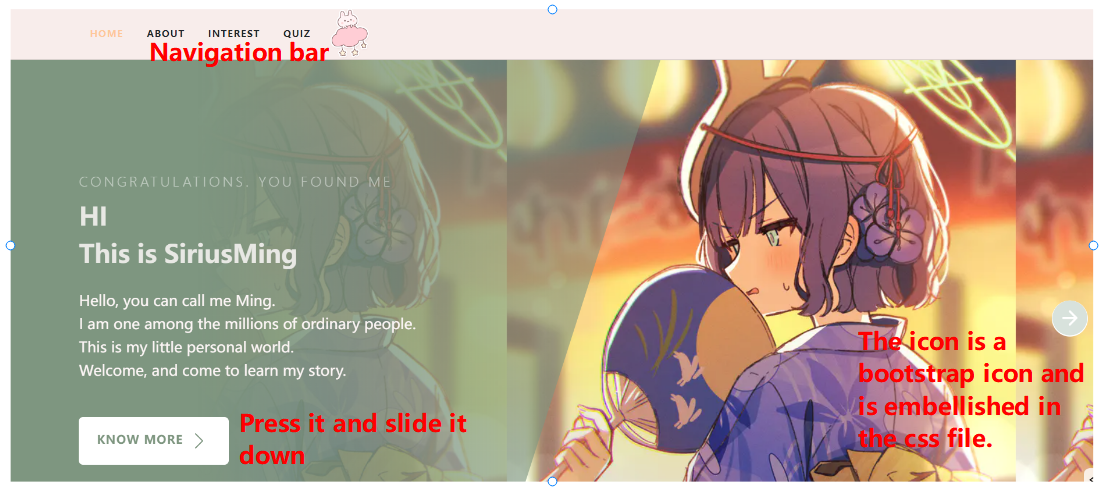 HOME ABOUT INTEREST QUIZ
Navigation bar
CONGRATULATIONS. YOU FOUND ME
HI
This is SiriusMing
Hello, you can call me Ming.
I am one among the millions of ordinary people.
This is my little personal world.
Welcome, and come to learn my story.
KNOW MORE
Press it and slide it
down
The icon is a
bootstrap icon and
is embellished in
the css file.